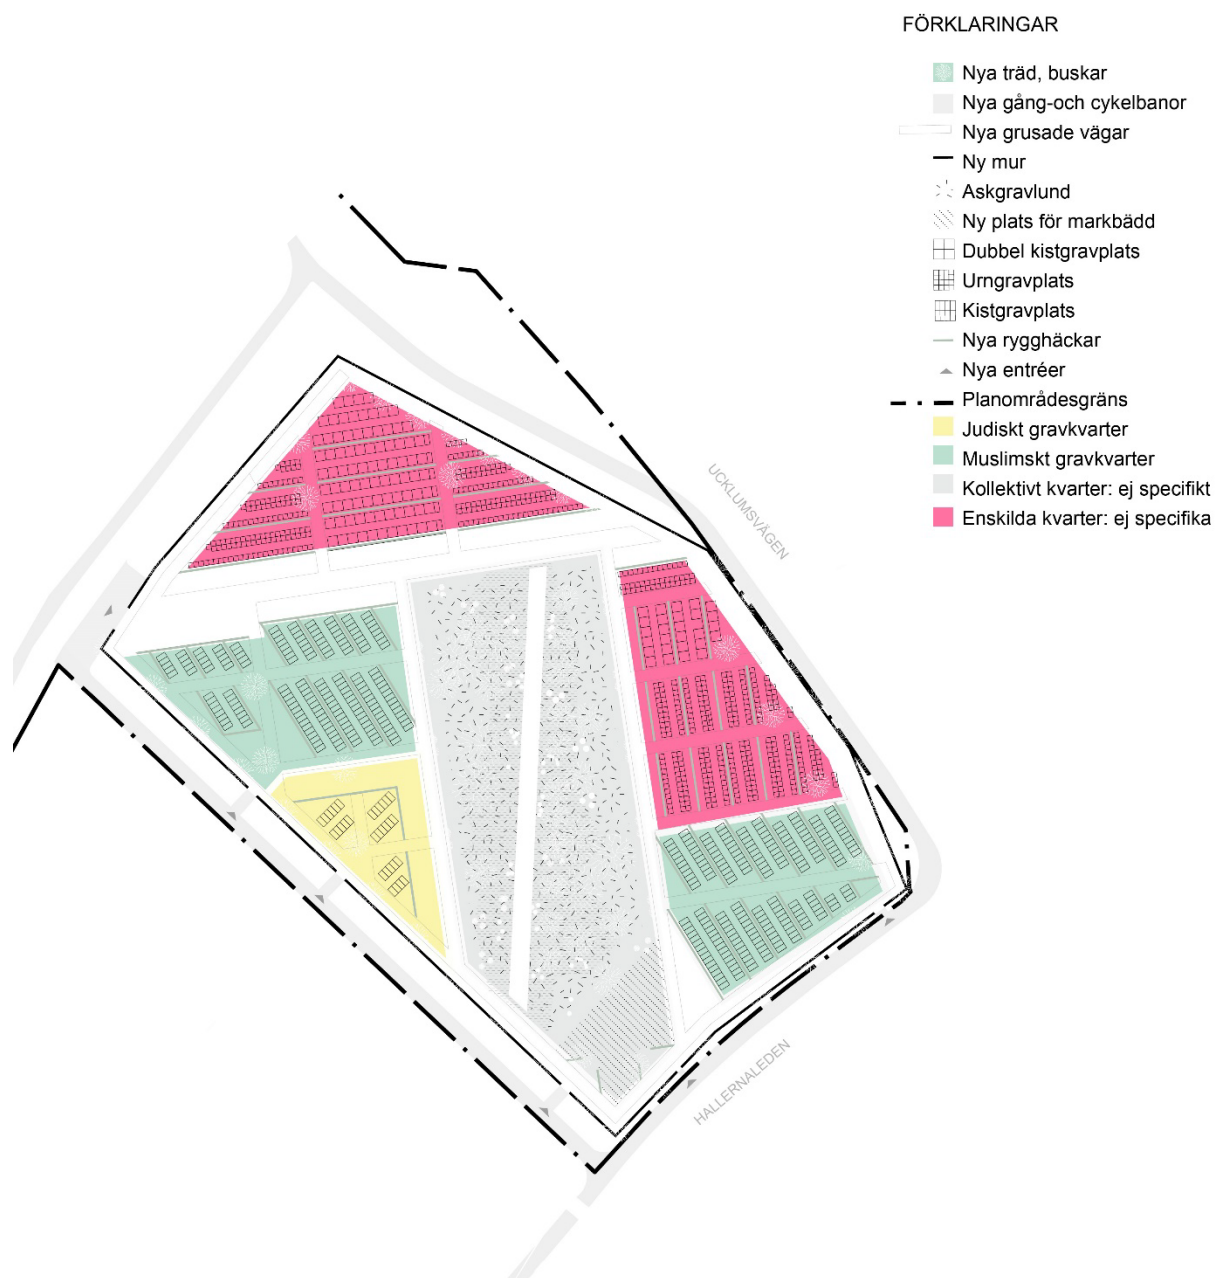 FÖRKLARINGAR
Nya träd, buskar
Nya gång-och cykelbanor
Nya grusade vägar
Ny mur
Askgravlund
Ny plats för markbädd
Dubbel kistgravplats
Urngravplats
Kistgravplats
Nya rygghäckar
Nya entréer
Planområdesgräns
Judiskt gravkvarter
Muslimskt gravkvarter
Kollektivt kvarter: ej specifikt
Enskilda kvarter: ej specifika
UCKLUMSVÄGEN
HALLERNALEDEN